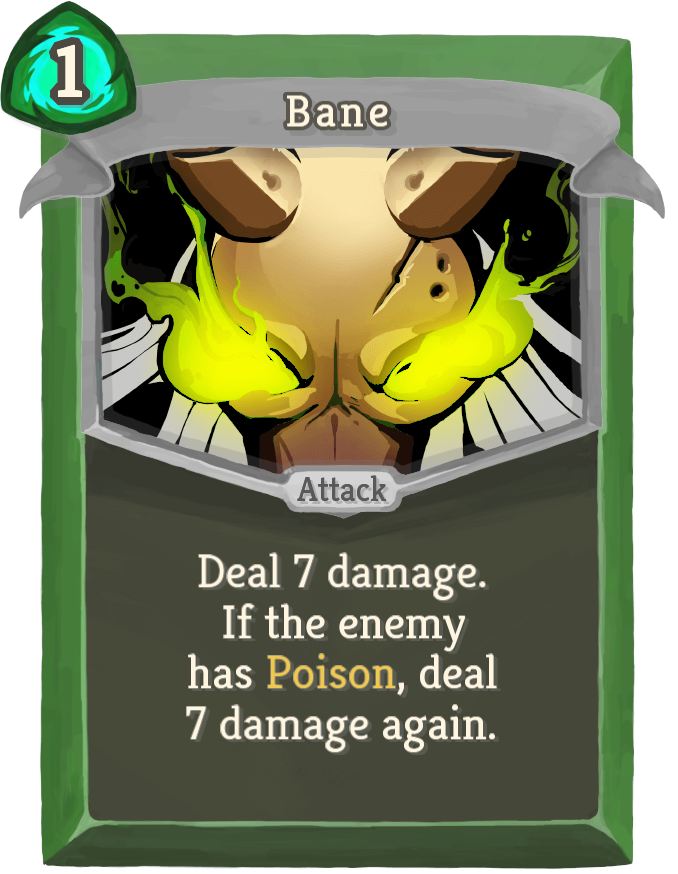 1
Bane
Attack
Deal 7 damage.
If the enemy
has Poison, deal
7 damage again.